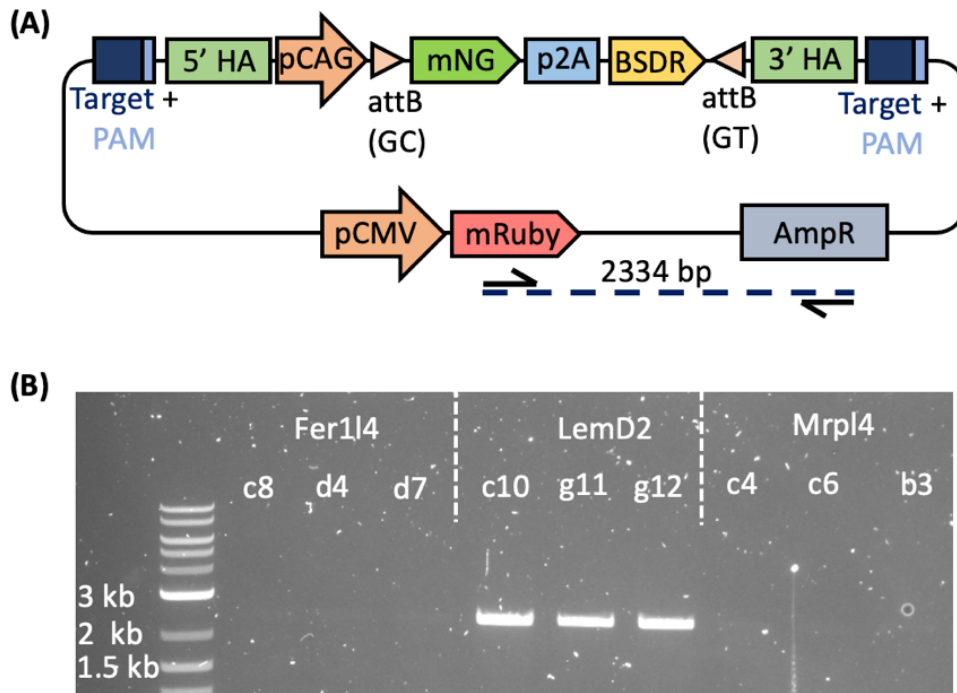 (A)
5' HA pCAG mNG p2A BSDR 3' HA
Target + attB attB Target +
PAM (GC) (GT) PAM
pCMV mRuby AmpR
2334 bp
(B)
Fer1l4 LemD2 Mrpl4
c8 d4 d7 c10 g11 g12 c4 c6 b3
3 kb
2 kb
1.5 kb